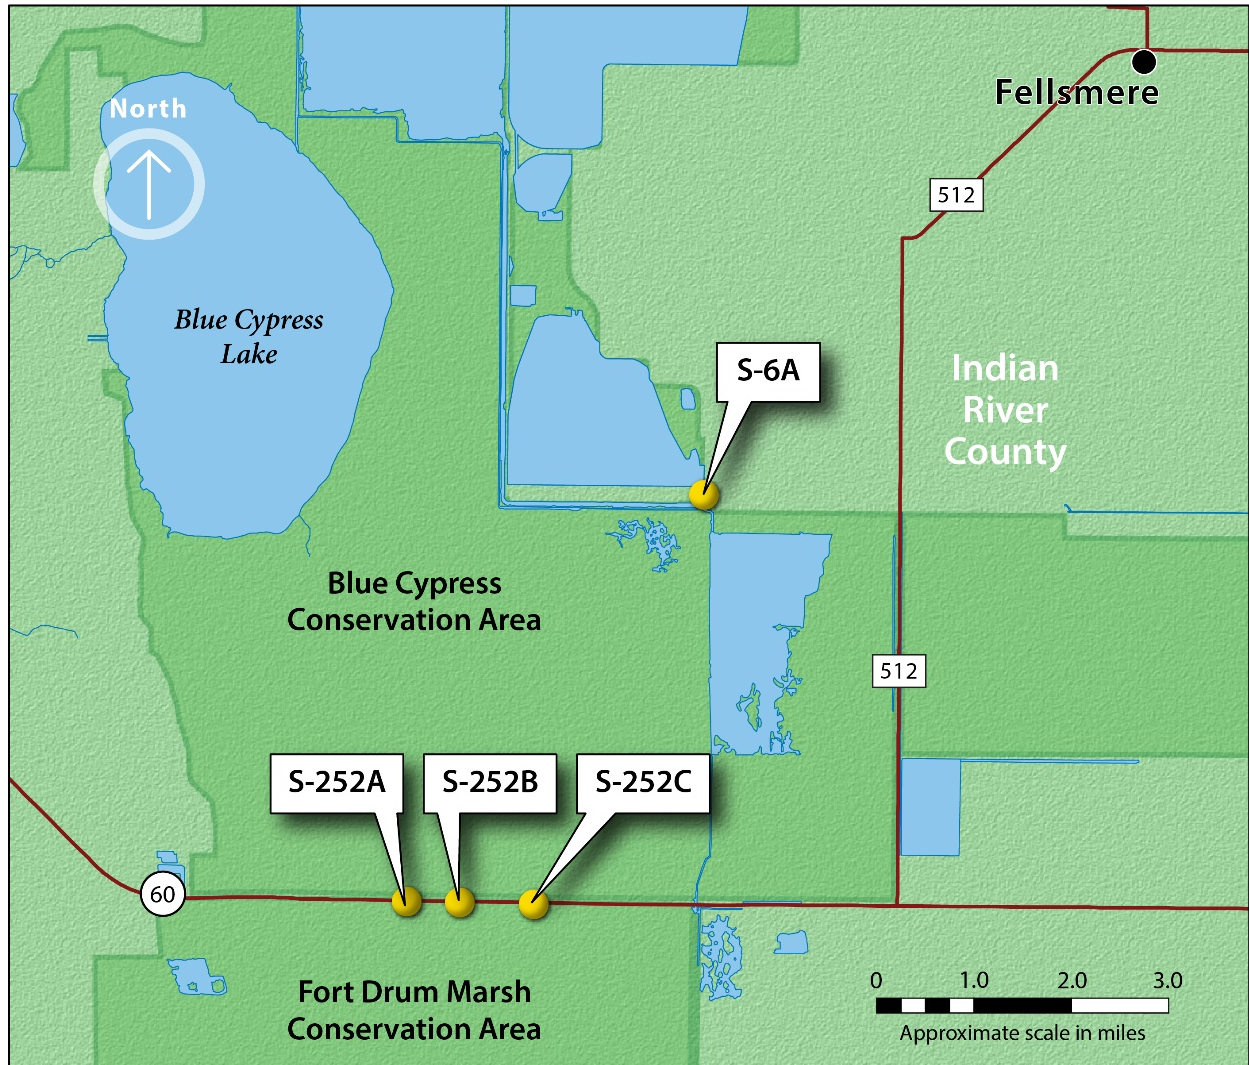 Fellsmere
North
512
Blue Cypress
Lake
S-6A
Indian
River
County
Blue Cypress
Conservation Area
512
S-252A
S-252B
S-252C
60
Fort Drum Marsh
Conservation Area
0 1.0 2.0 3.0
Approximate scale in miles